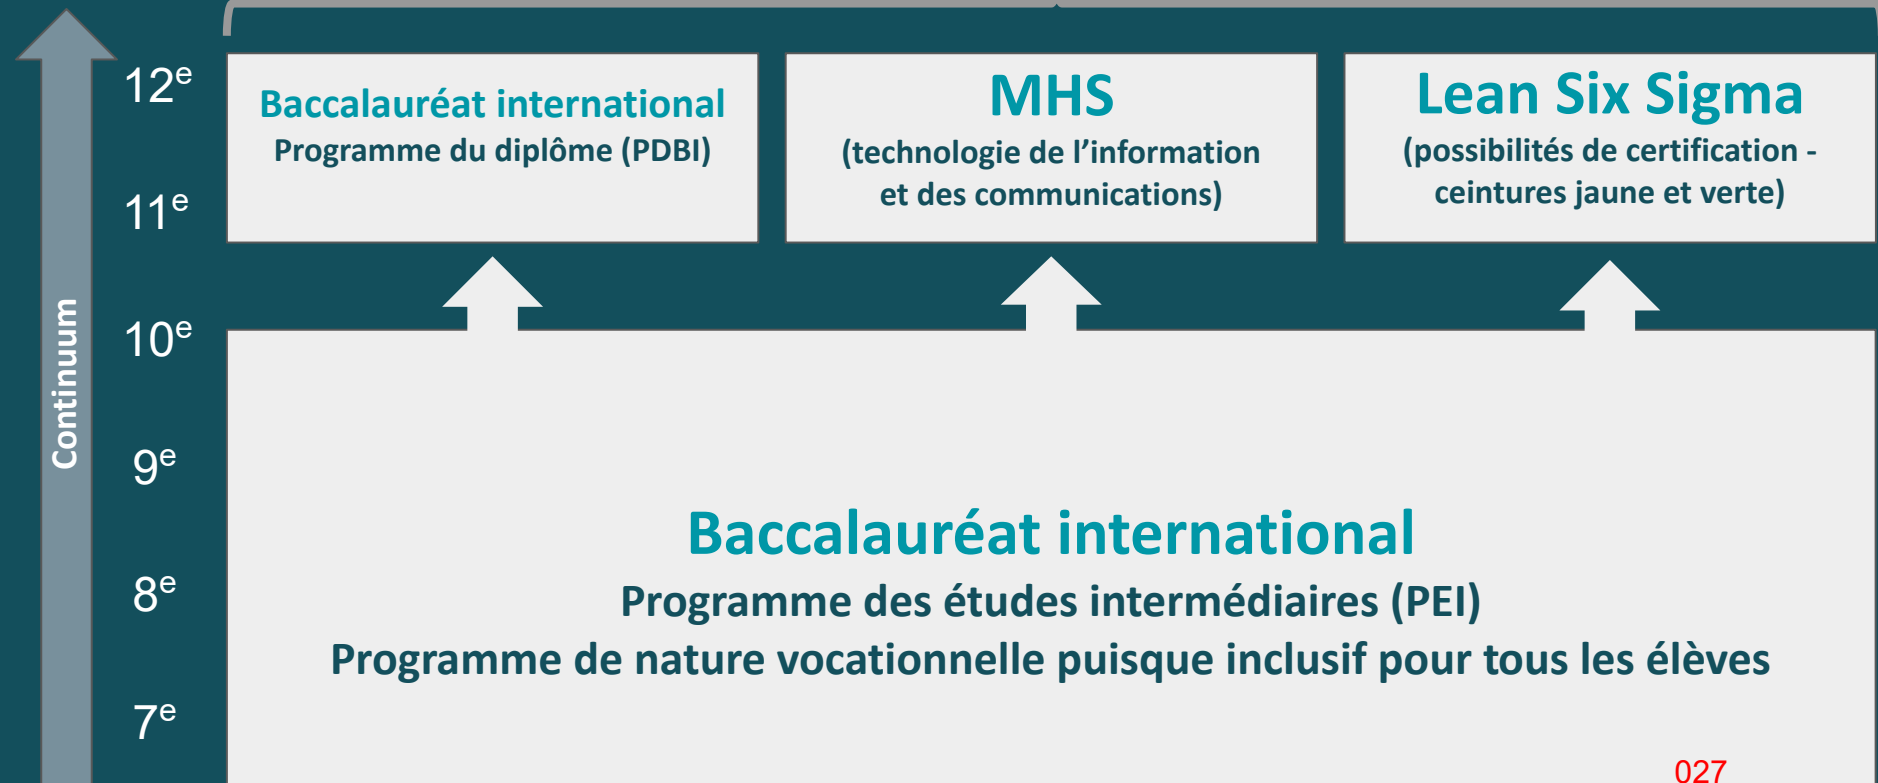 12e
Baccalauréat international
Programme du diplôme (PDBI)
MHS
(technologie de l'information
et des communications)
Lean Six Sigma
(possibilités de certification -
ceintures jaune et verte)
11e
Continuum
10e
9e
Baccalauréat international
8e
Programme des études intermédiaires (PEI)
Programme de nature vocationnelle puisque inclusif pour tous les élèves
7e
027